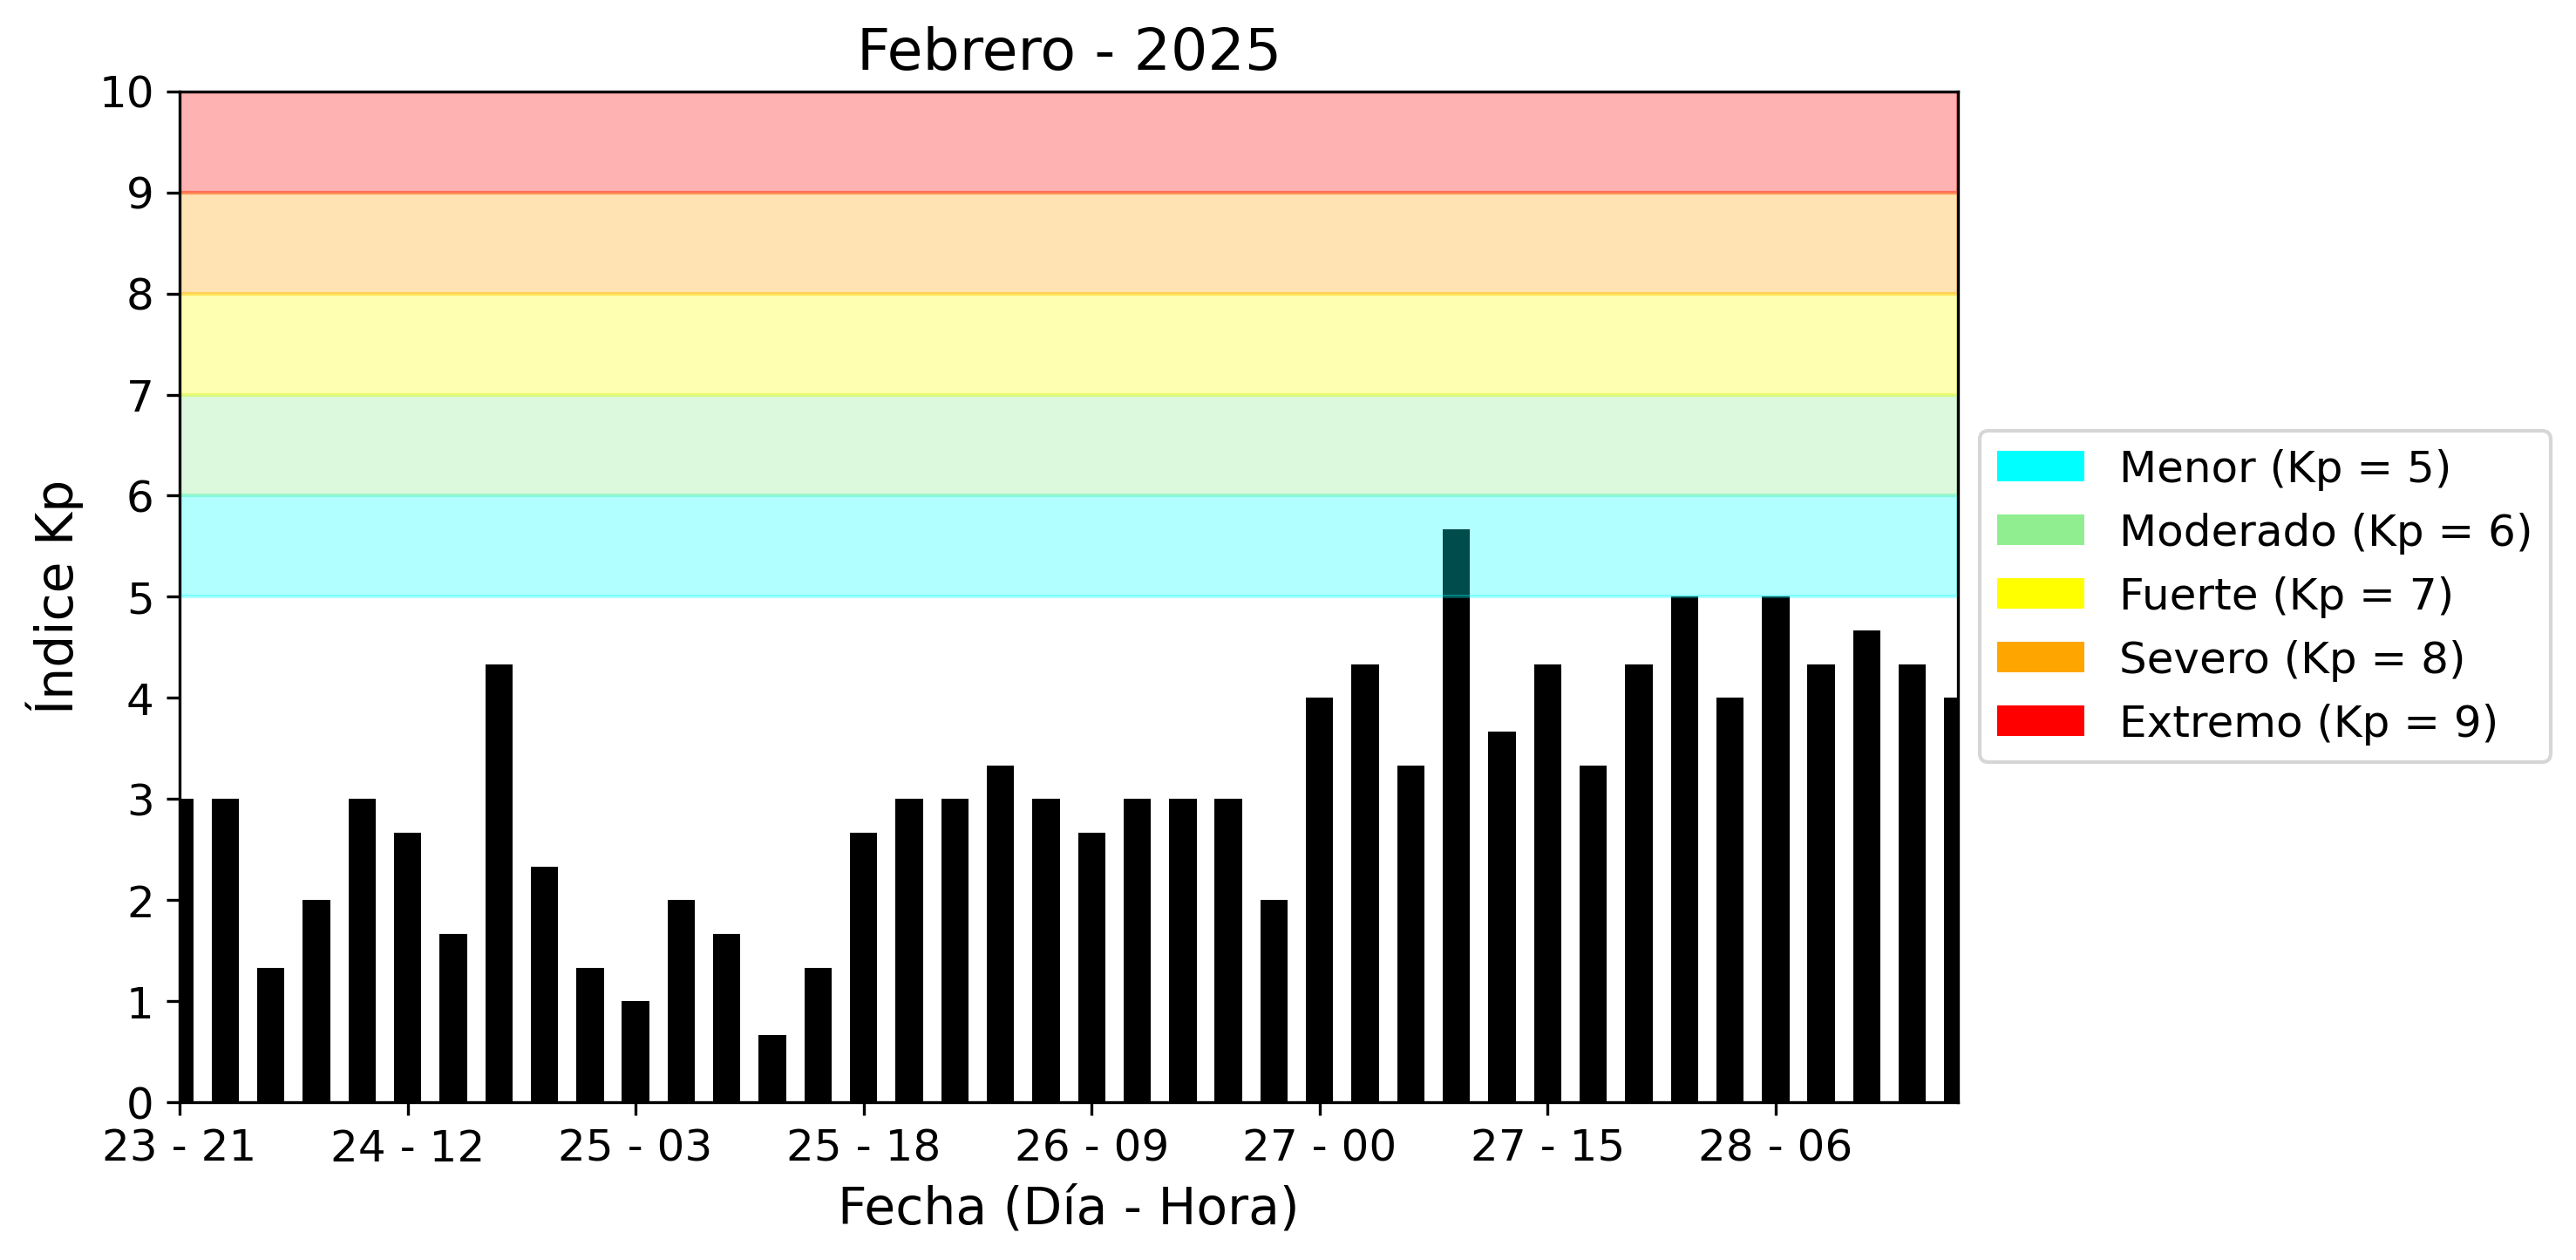 Febrero - 2025
10
9
8
7
6
5
4
3
2
1
0
Índice Kp
23 - 21
24 - 12
25 - 03
25 - 18
26 - 09
27 - 00
27 - 15
28 - 06
Fecha (Día - Hora)
Menor (Kp = 5)
Moderado (Kp = 6)
Fuerte (Kp = 7)
Severo (Kp = 8)
Extremo (Kp = 9)